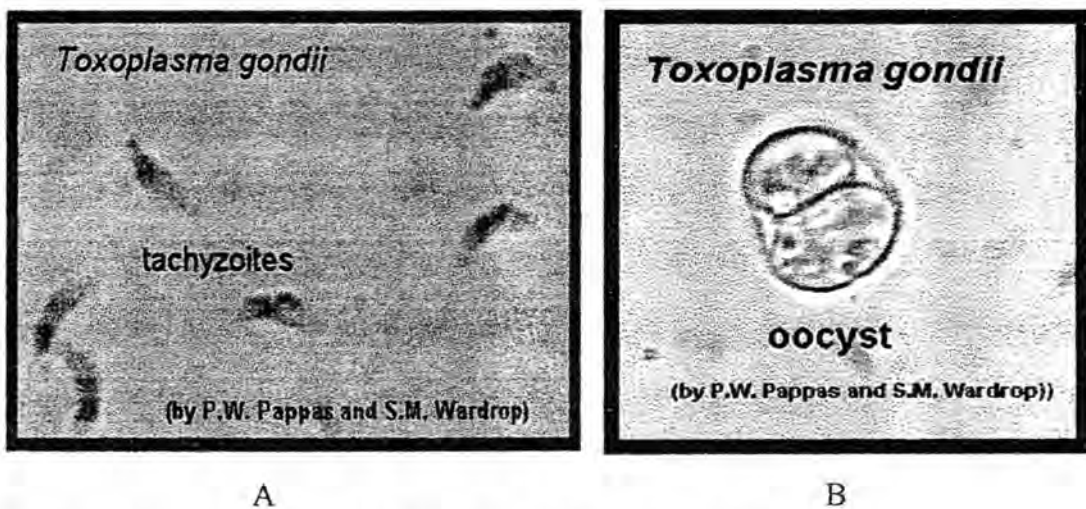 Toxoplasma gondii
tachyzoites
(by P.W. Pappas and S.M. Wardrop)
A
Toxoplasma gondii
oocyst
(by P.W. Pappas and S.M. Wardrop))
B